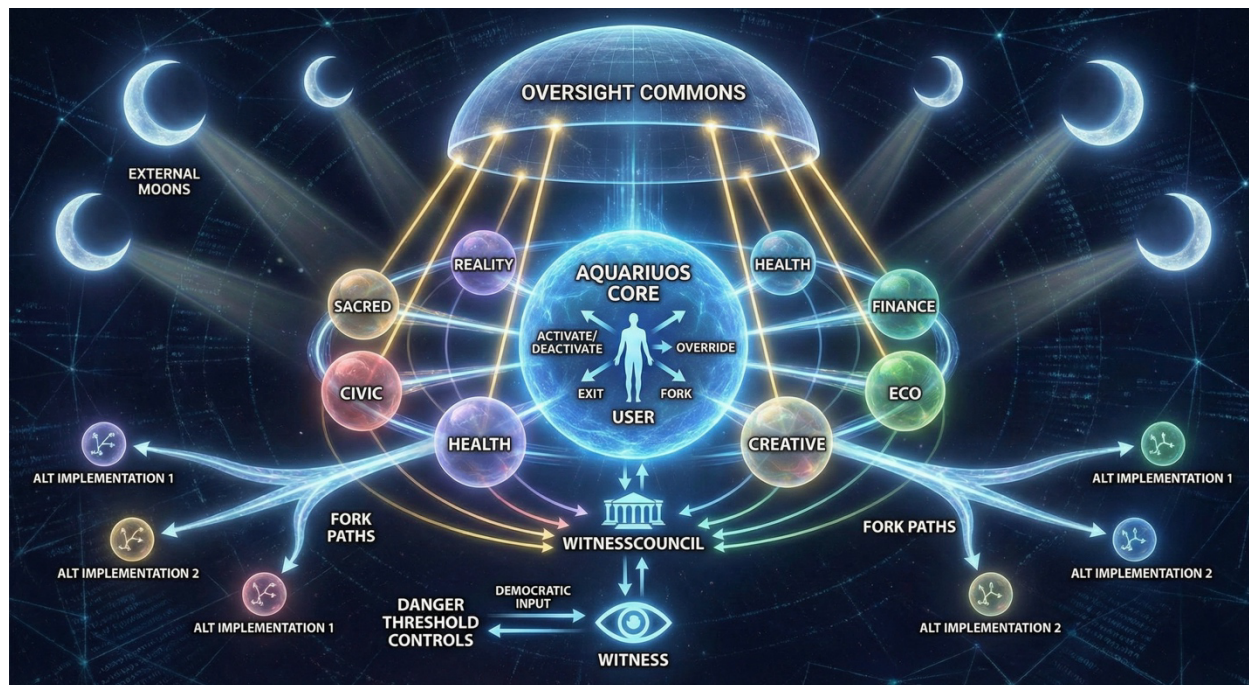 OVERSIGHT COMMONS
EXTERNAL
MOONS
REALITY
HEALTH
AQUARIUOS
CORE
SACRED
FINANCE
ACTIVATE/
DEACTIVATE
OVERRIDE
CIVIC
EXIT
FORK
ECO
USER
HEALTH
CREATIVE
ALT IMPLEMENTATION 1
ALT IMPLEMENTATION 1
FORK
PATHS
FORK PATHS
WITNESSCOUNCIL
ALT IMPLEMENTATION 2
ALT IMPLEMENTATION 2
DEMOCRATIC
INPUT
DANGER
THRESHOLD
CONTROLS
ALT IMPLEMENTATION 1
ALT IMPLEMENTATION 2
WITNESS